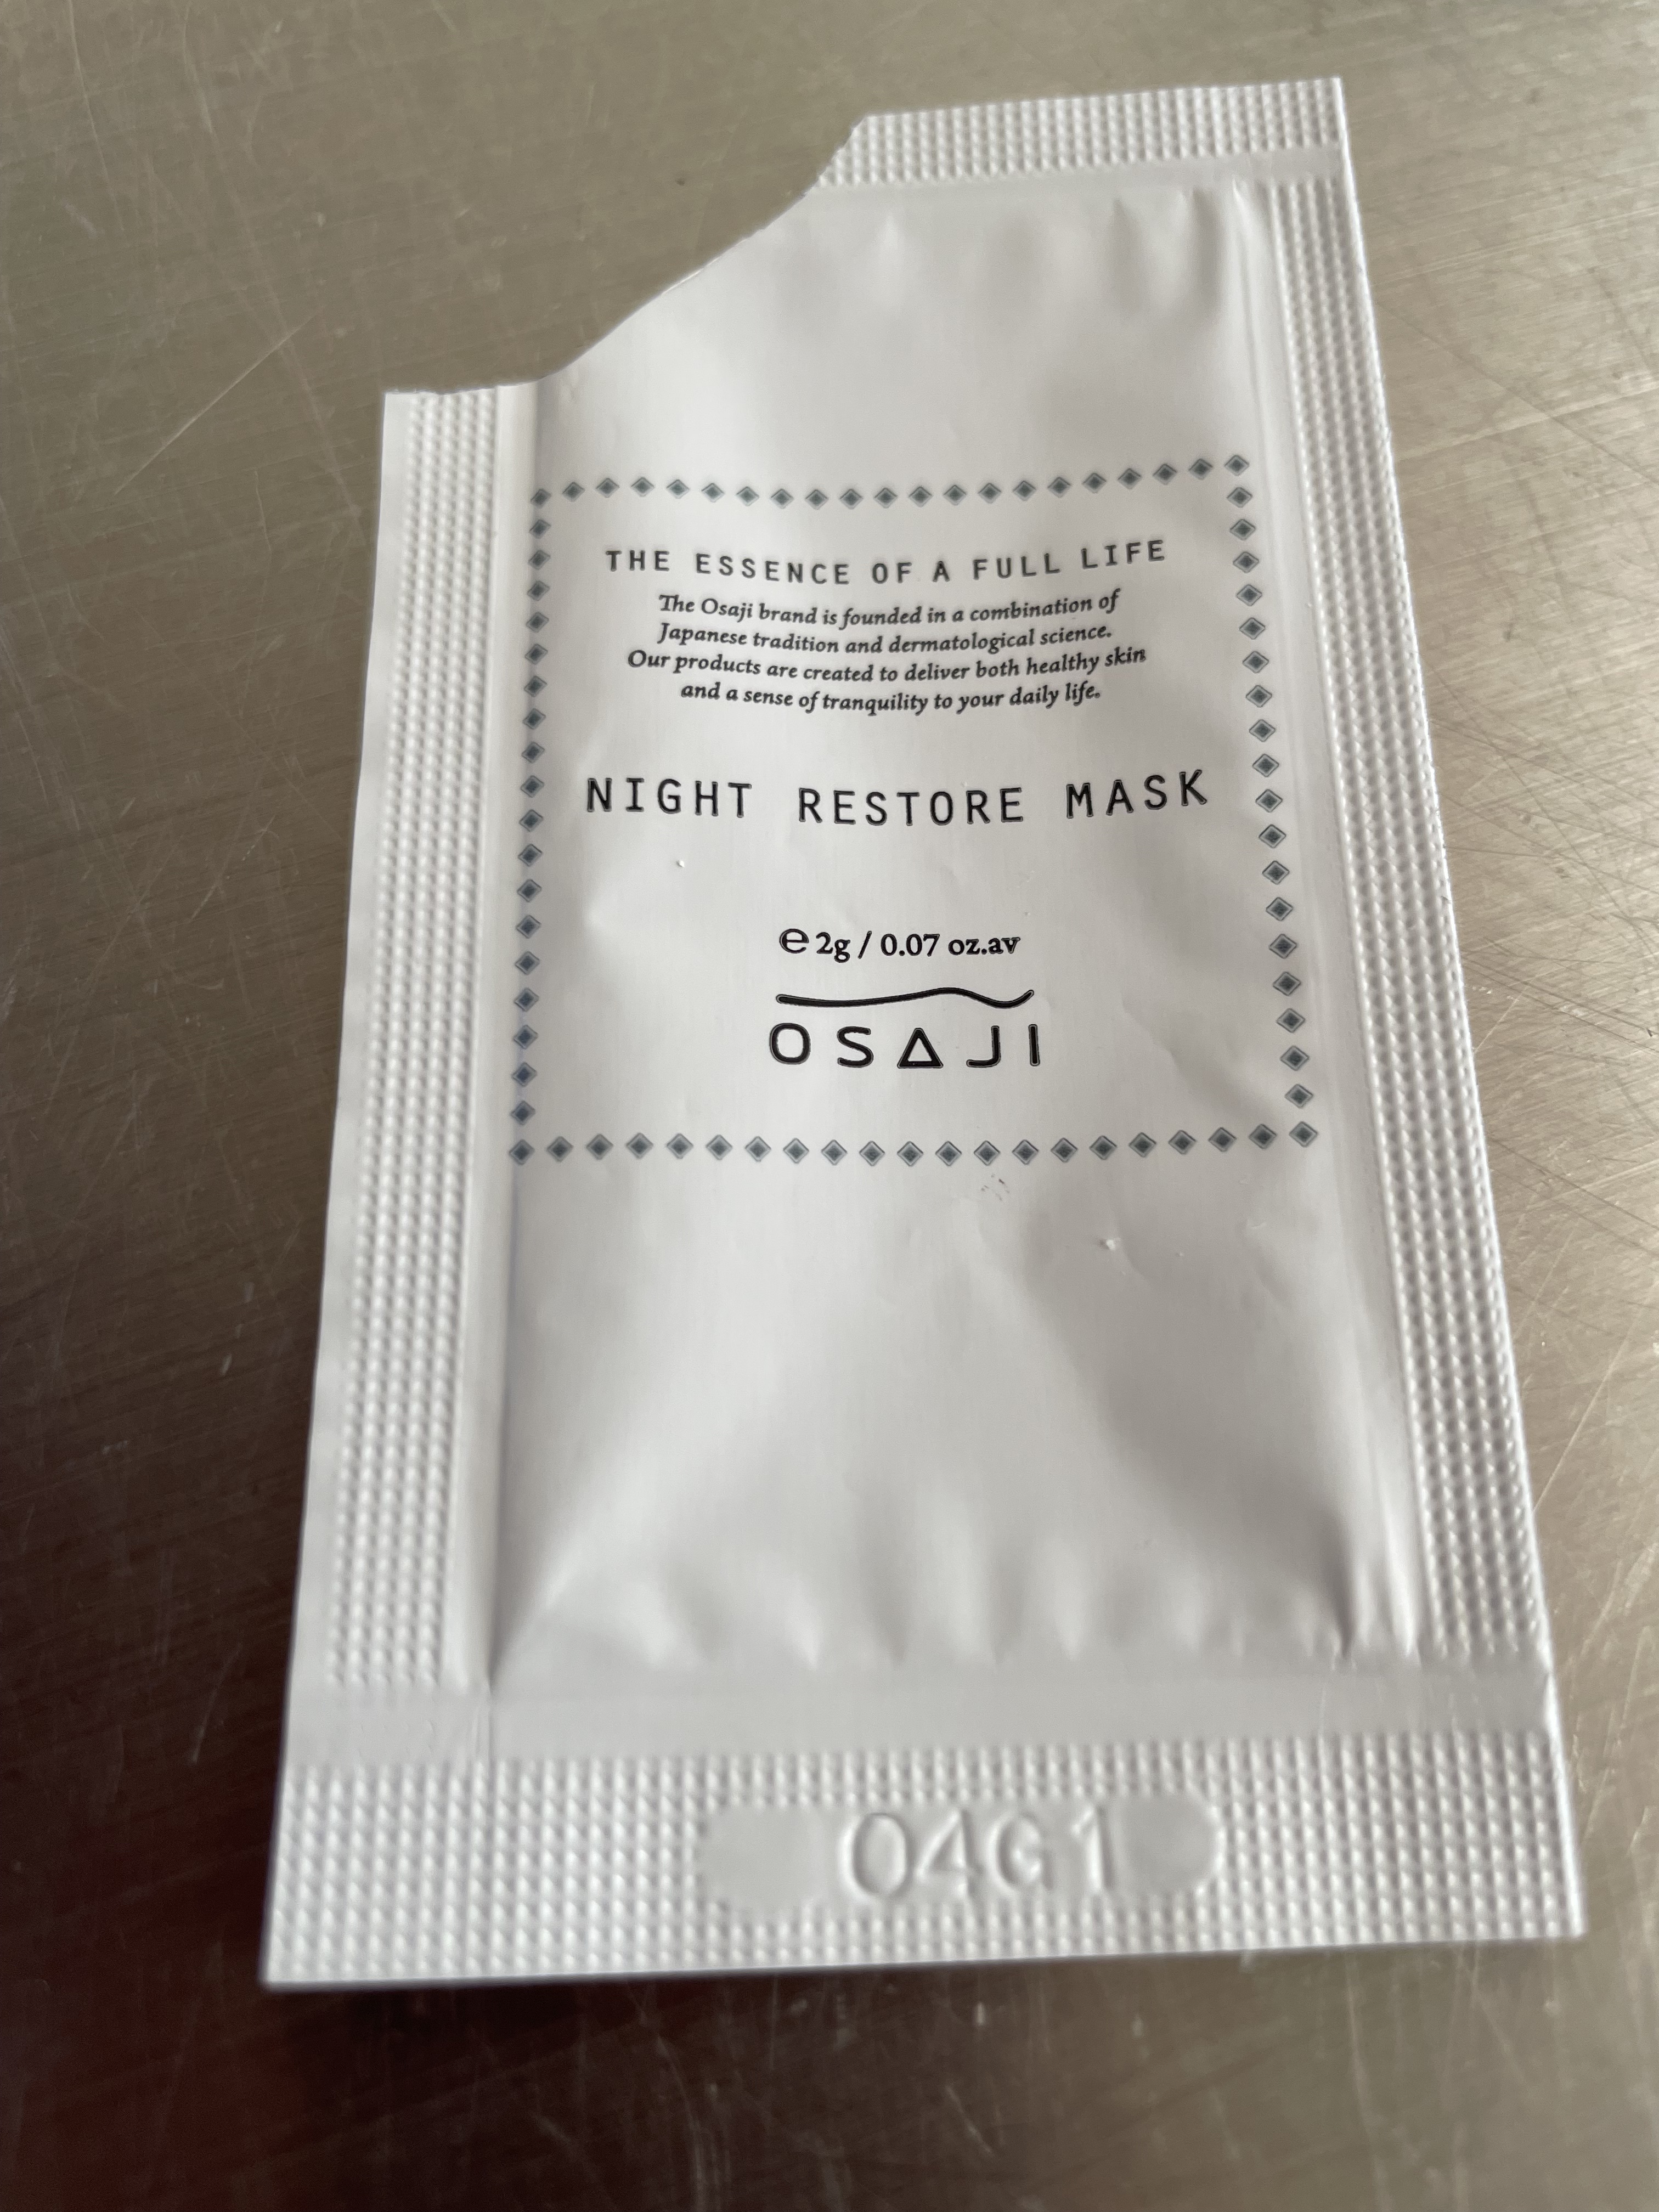 THE ESSENCE OF A FULL LIFE
The Osaji brand is founded in a combination of
Japanese tradition and dermatological science.
Our products are created to deliver both healthy skin
and a sense of tranquility to your daily life.
NIGHT RESTORE MASK
℮ 2g / 0.07 oz.av
OSAJI
04G1